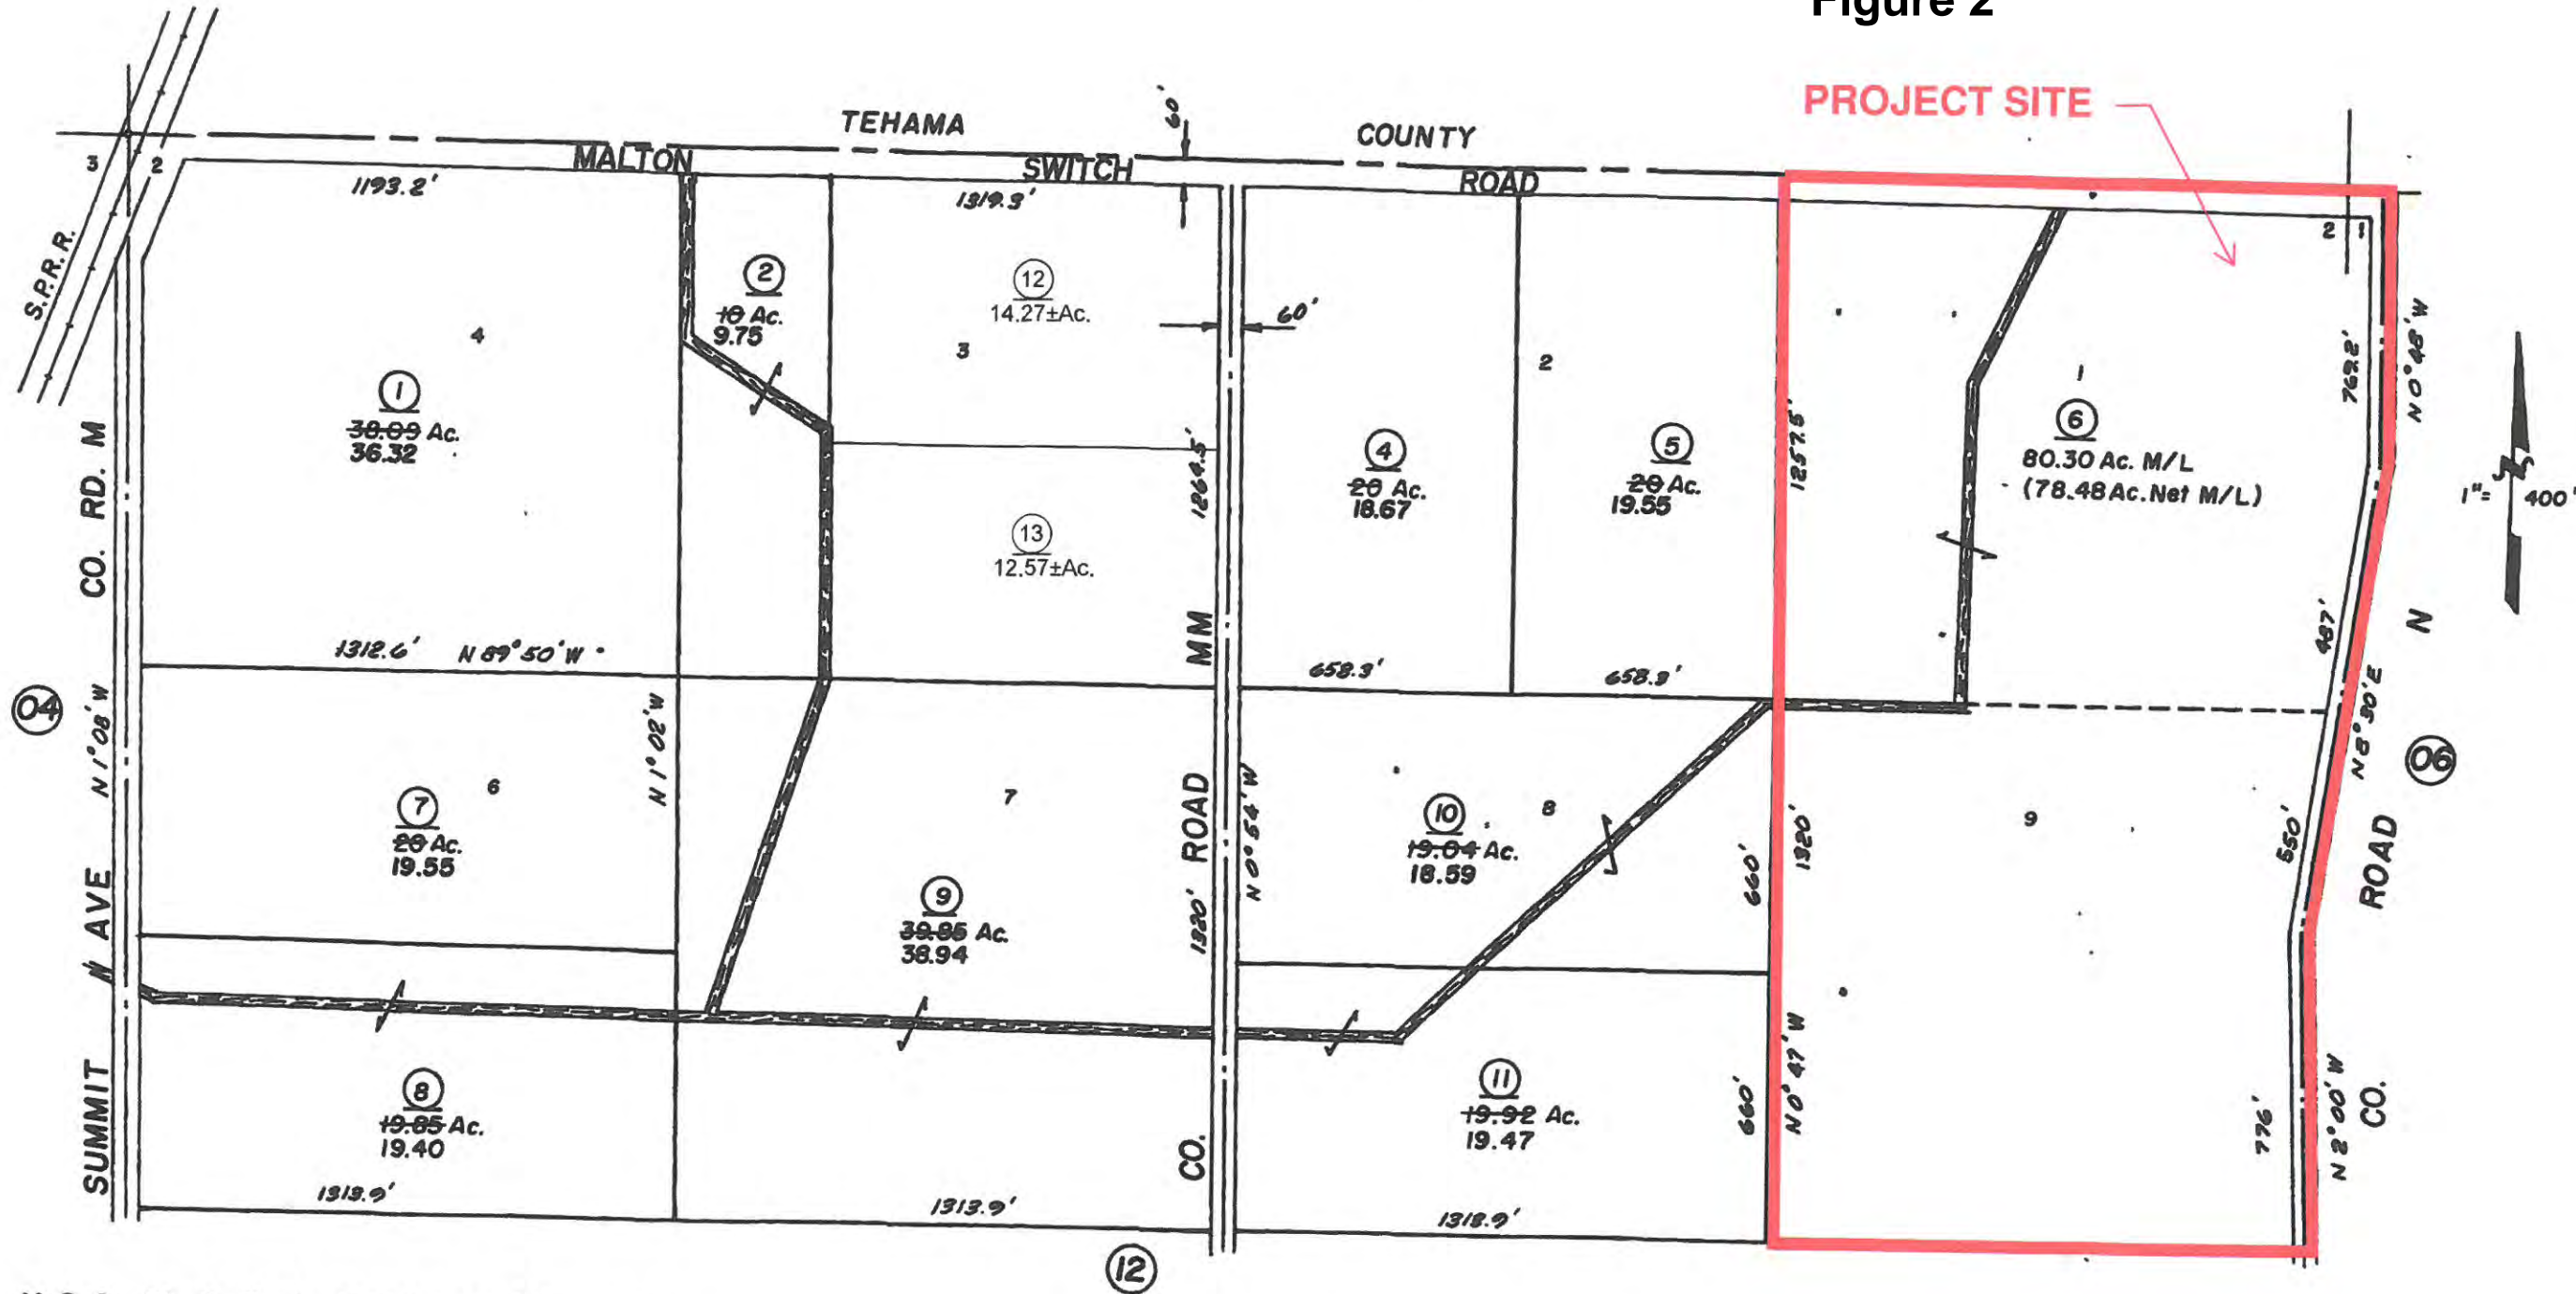 Figure 2
PROJECT SITE
TEHAMA COUNTY
MALTON SWITCH ROAD
60'
3
2
1193.2'
1319.3'
S.P.R.R.
4
1
38.09 Ac.
36.32
2
10 Ac.
9.75
12
14.27±Ac.
3
13
12.57±Ac.
1264.5'
60'
2
4
20 Ac.
18.67
5
20 Ac.
19.55
1257.5'
2
1
1
6
80.30 Ac. M/L
(78.48 Ac. Net M/L)
769.2'
N 0° 48' W
1"= 400'
487'
N 8° 30' E
550'
CO. ROAD N
06
04
CO. RD. M
SUMMIT AVE
N 1° 08' W
1312.6'
N 89° 50' W
N 1° 02' W
658.3'
658.3'
6
7
20 Ac.
19.55
7
9
39.85 Ac.
38.94
CO. ROAD MM
N 0° 54' W
1320'
10
19.04 Ac.
18.59
8
660'
1320'
9
8
19.85 Ac.
19.40
11
19.92 Ac.
19.47
660'
N 0° 47' W
776'
N 2° 00' W
1313.9'
1313.9'
1318.9'
12